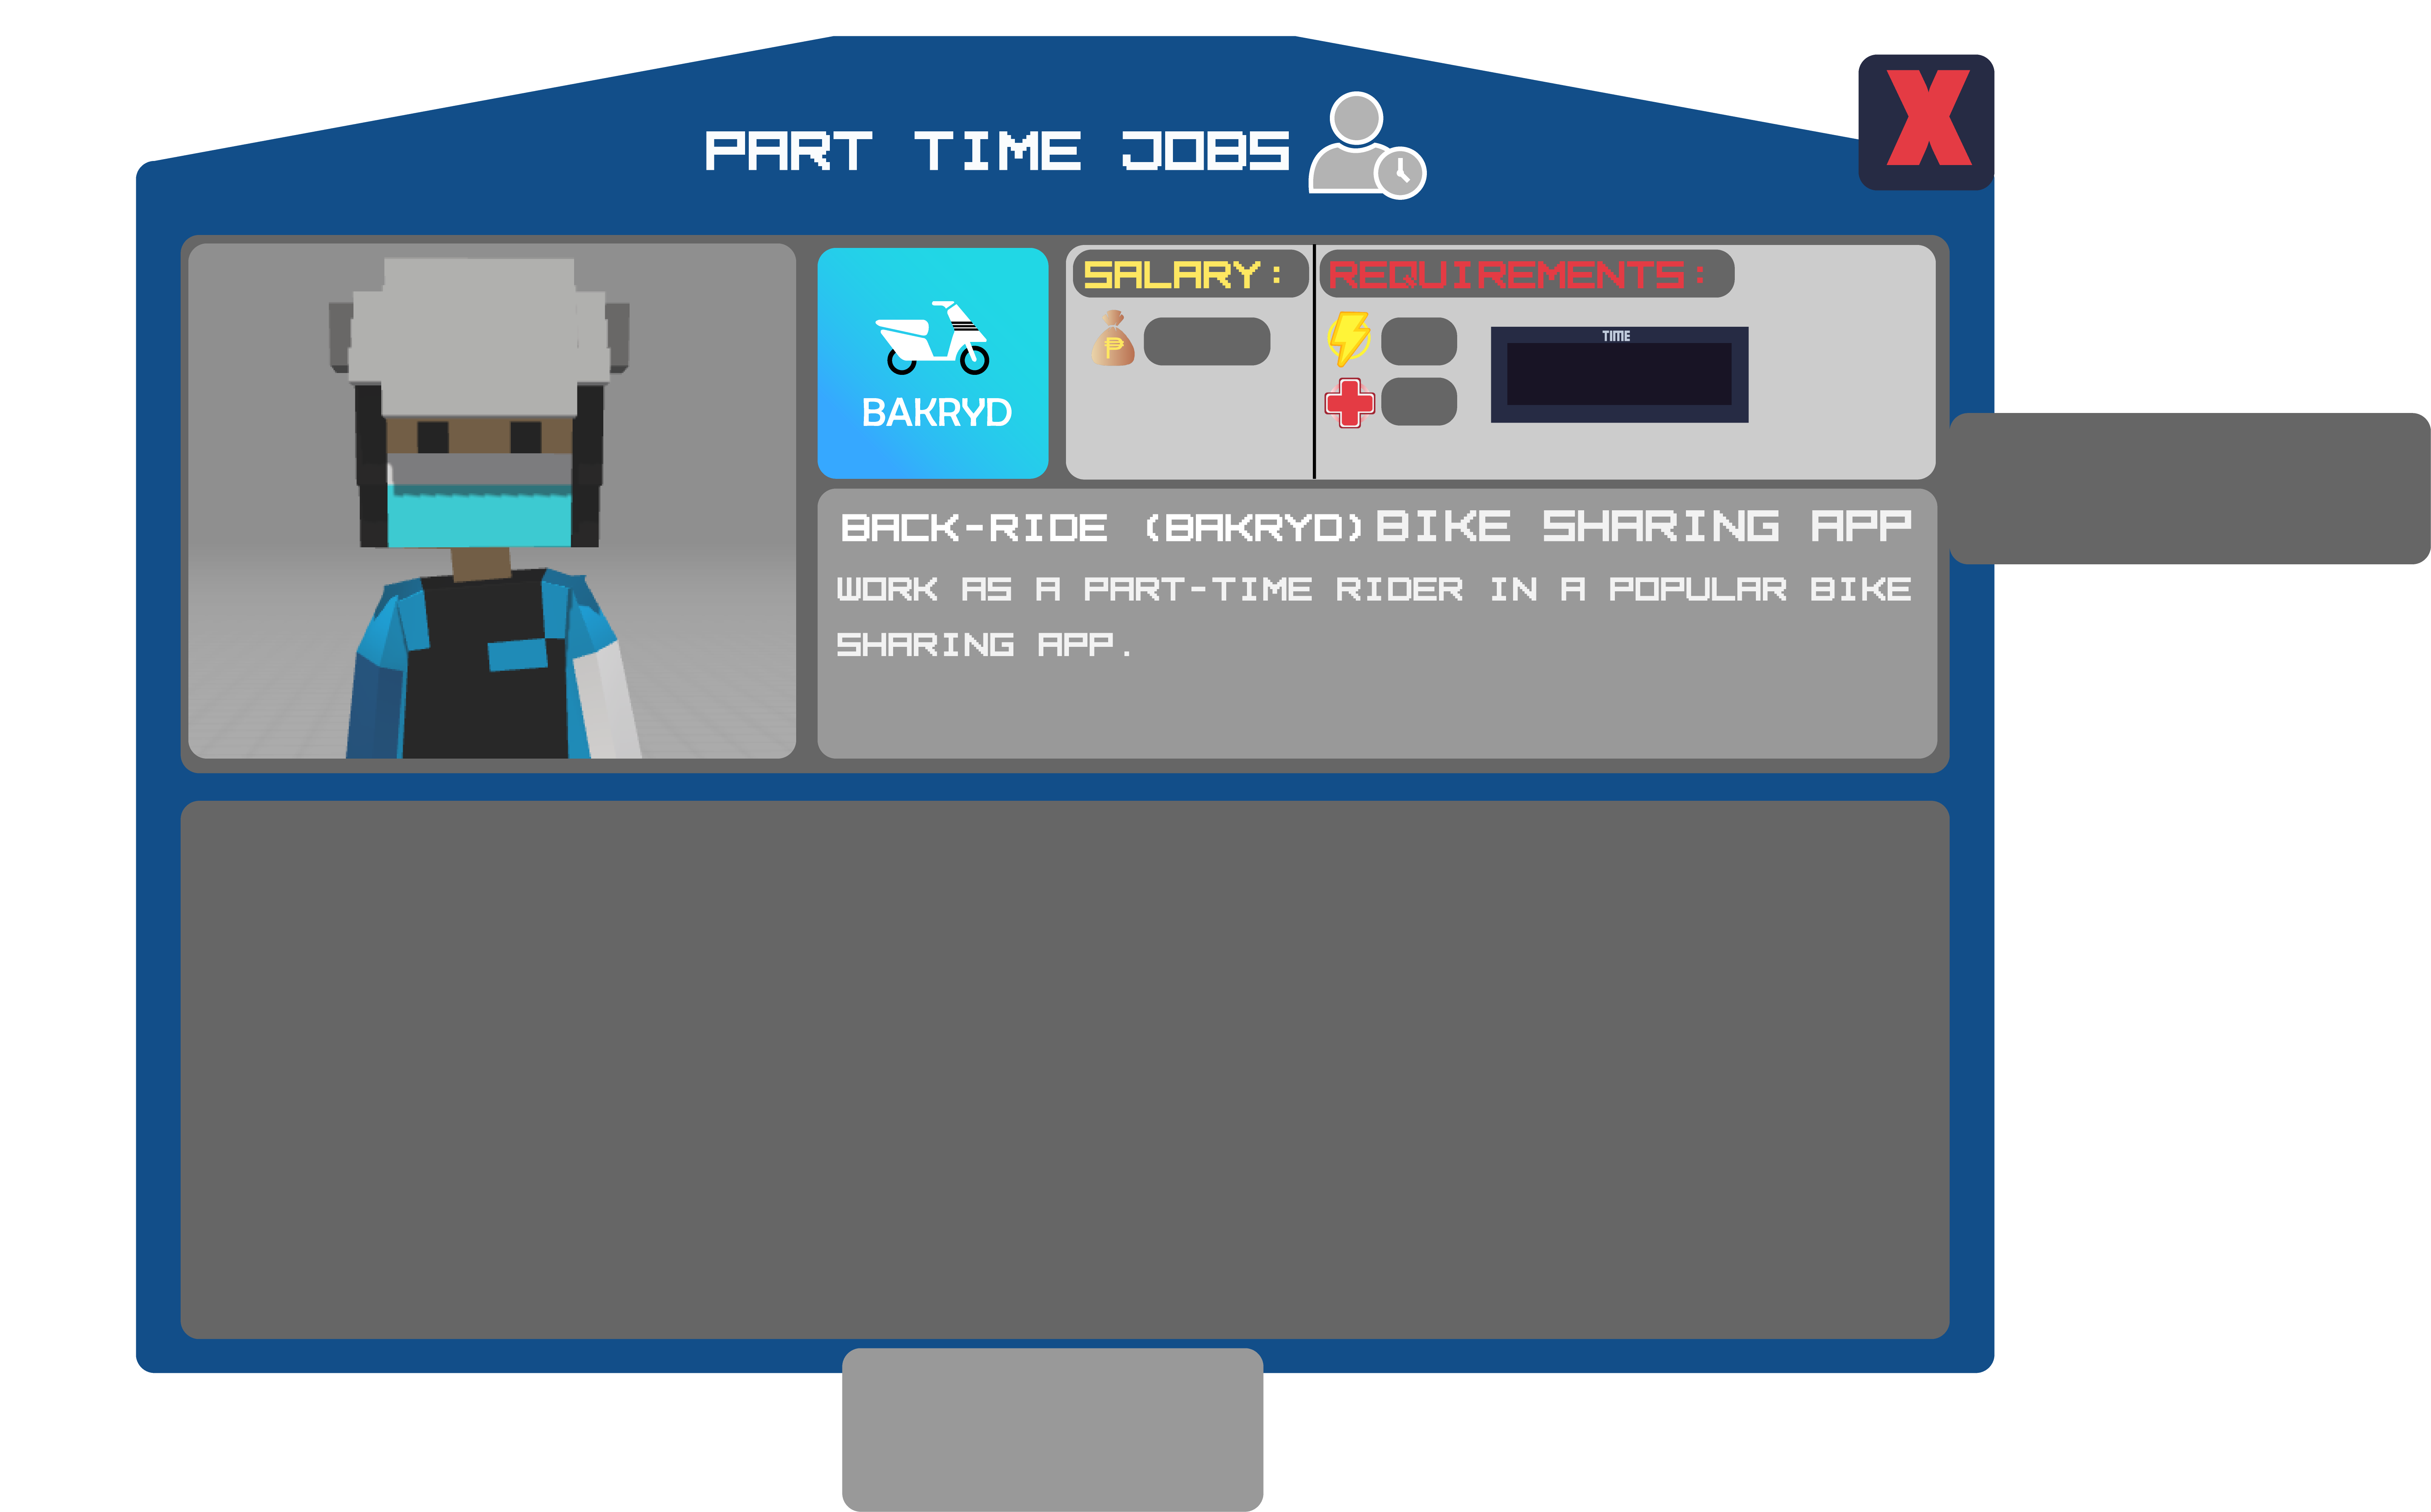 PART TIME JOBS
X
SALARY:
REQUIREMENTS:
₱
TIME
BAKRYD
BACK-RIDE (BAKRYD) BIKE SHARING APP
WORK AS A PART-TIME RIDER IN A POPULAR BIKE
SHARING APP.